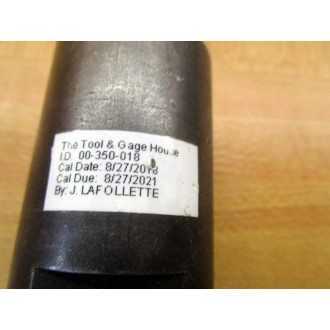 The Tool & Gage House
I.D. 00-350-018
Cal Date: 8/27/2018
Cal Due: 8/27/2021
By: J. LAFOLLETTE